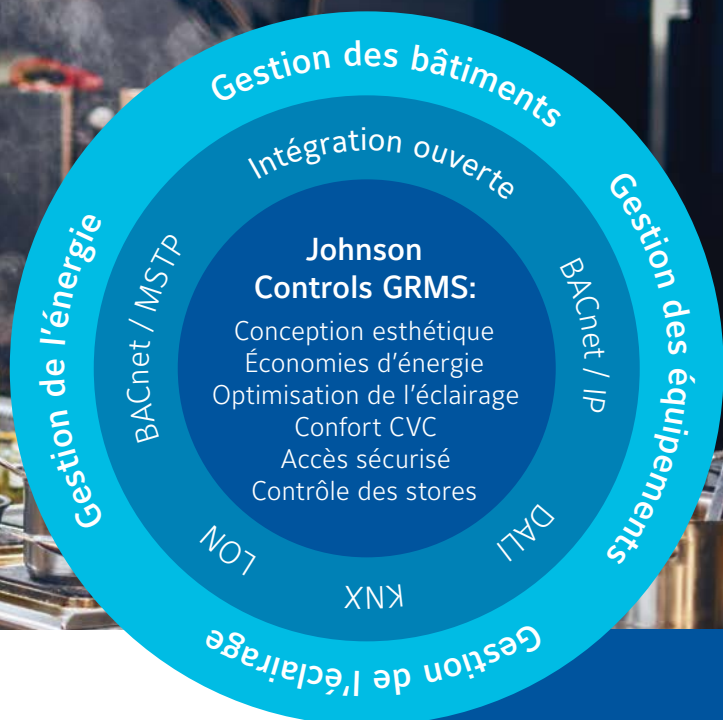 Gestion des bâtiments
Gestion des équipements
Gestion de l'éclairage
Gestion de l'énergie
Intégration ouverte
BACnet / IP
DALI
KNX
LON
BACnet / MSTP
Johnson
Controls GRMS:
Conception esthétique
Économies d'énergie
Optimisation de l'éclairage
Confort CVC
Accès sécurisé
Contrôle des stores